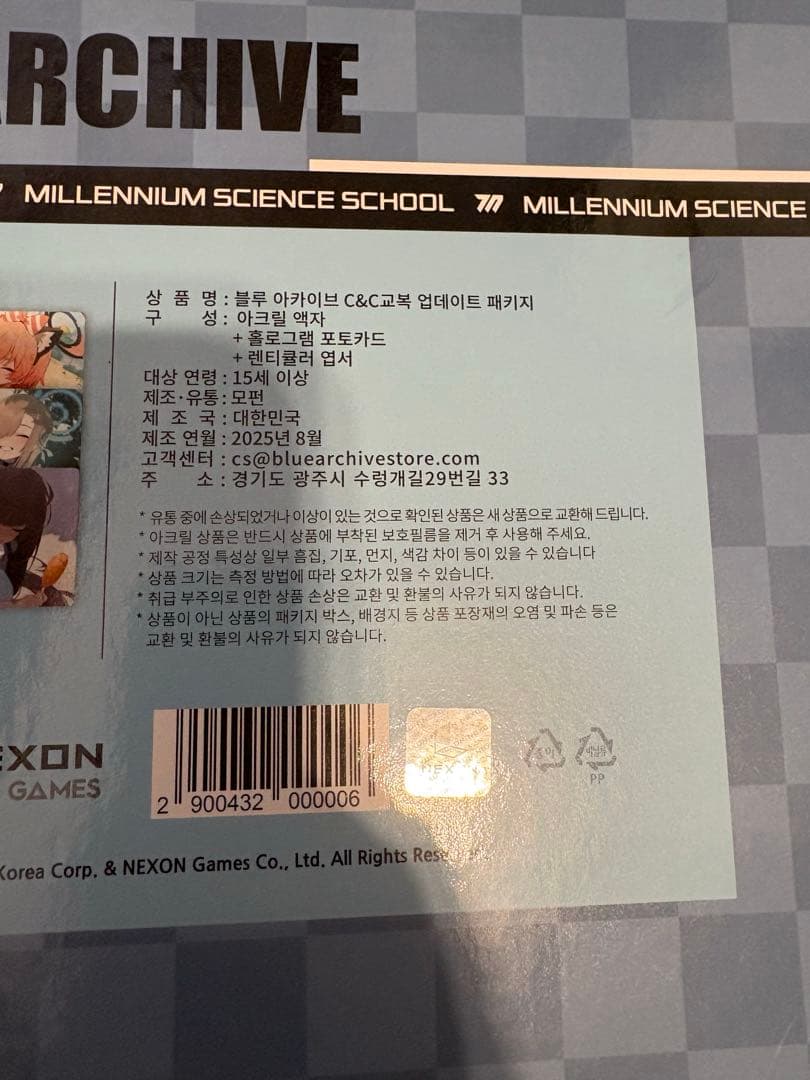 ARCHIVE
MILLENNIUM SCIENCE SCHOOL MILLENNIUM SCIENCE
상 품 명 : 블루 아카이브 C&C교복 업데이트 패키지
구 성 : 아크릴 액자
+ 홀로그램 포토카드
+ 렌티큘러 엽서
대상 연령 : 15세 이상
제조·유통 : 모펀
제 조 국 : 대한민국
제조 연월 : 2025년 8월
고객센터 : cs@bluearchivestore.com
주 소 : 경기도 광주시 수렁개길29번길 33
* 유통 중에 손상되었거나 이상이 있는 것으로 확인된 상품은 새 상품으로 교환해 드립니다.
* 아크릴 상품은 반드시 상품에 부착된 보호필름을 제거 후 사용해 주세요.
* 제작 공정 특성상 일부 흠집, 기포, 먼지, 색감 차이 등이 있을 수 있습니다
* 상품 크기는 측정 방법에 따라 오차가 있을 수 있습니다.
* 취급 부주의로 인한 상품 손상은 교환 및 환불의 사유가 되지 않습니다.
* 상품이 아닌 상품의 패키지 박스, 배경지 등 상품 포장재의 오염 및 파손 등은
교환 및 환불의 사유가 되지 않습니다.
NEXON
GAMES
2 900432 000006
NEXON
종이
비닐류
PP
Korea Corp. & NEXON Games Co., Ltd. All Rights